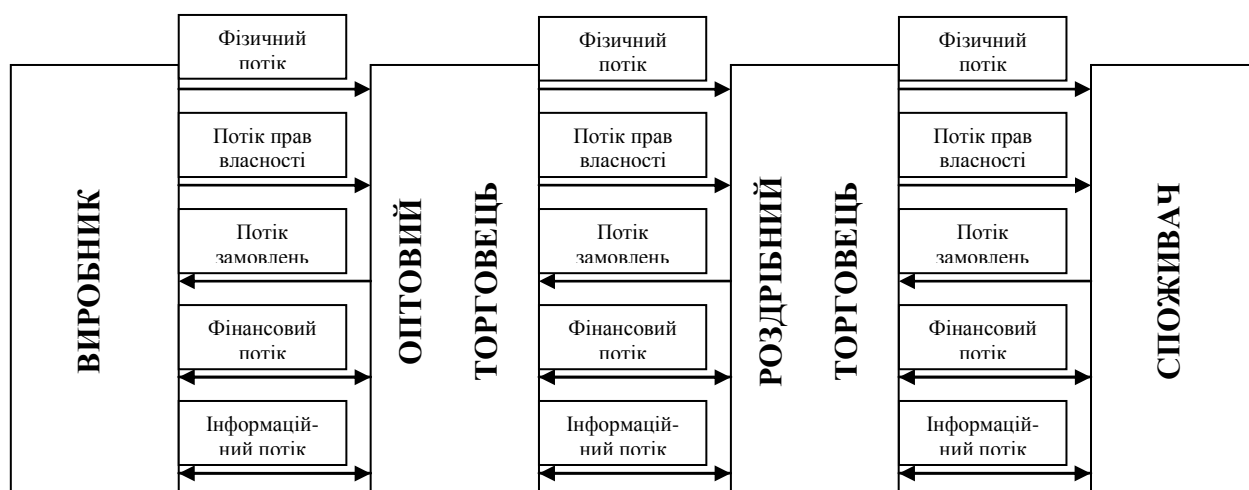 Фізичний
потік
Фізичний
потік
Фізичний
потік
Потік прав
власності
Потік прав
власності
Потік прав
власності
Потік
замовлень
Потік
замовлень
Потік
замовлень
Фінансовий
потік
Фінансовий
потік
Фінансовий
потік
Інформацій-
ний потік
Інформацій-
ний потік
Інформацій-
ний потік
ВИРОБНИК
ОПТОВИЙ
ТОРГОВЕЦЬ
РОЗДРІБНИЙ
ТОРГОВЕЦЬ
СПОЖИВАЧ